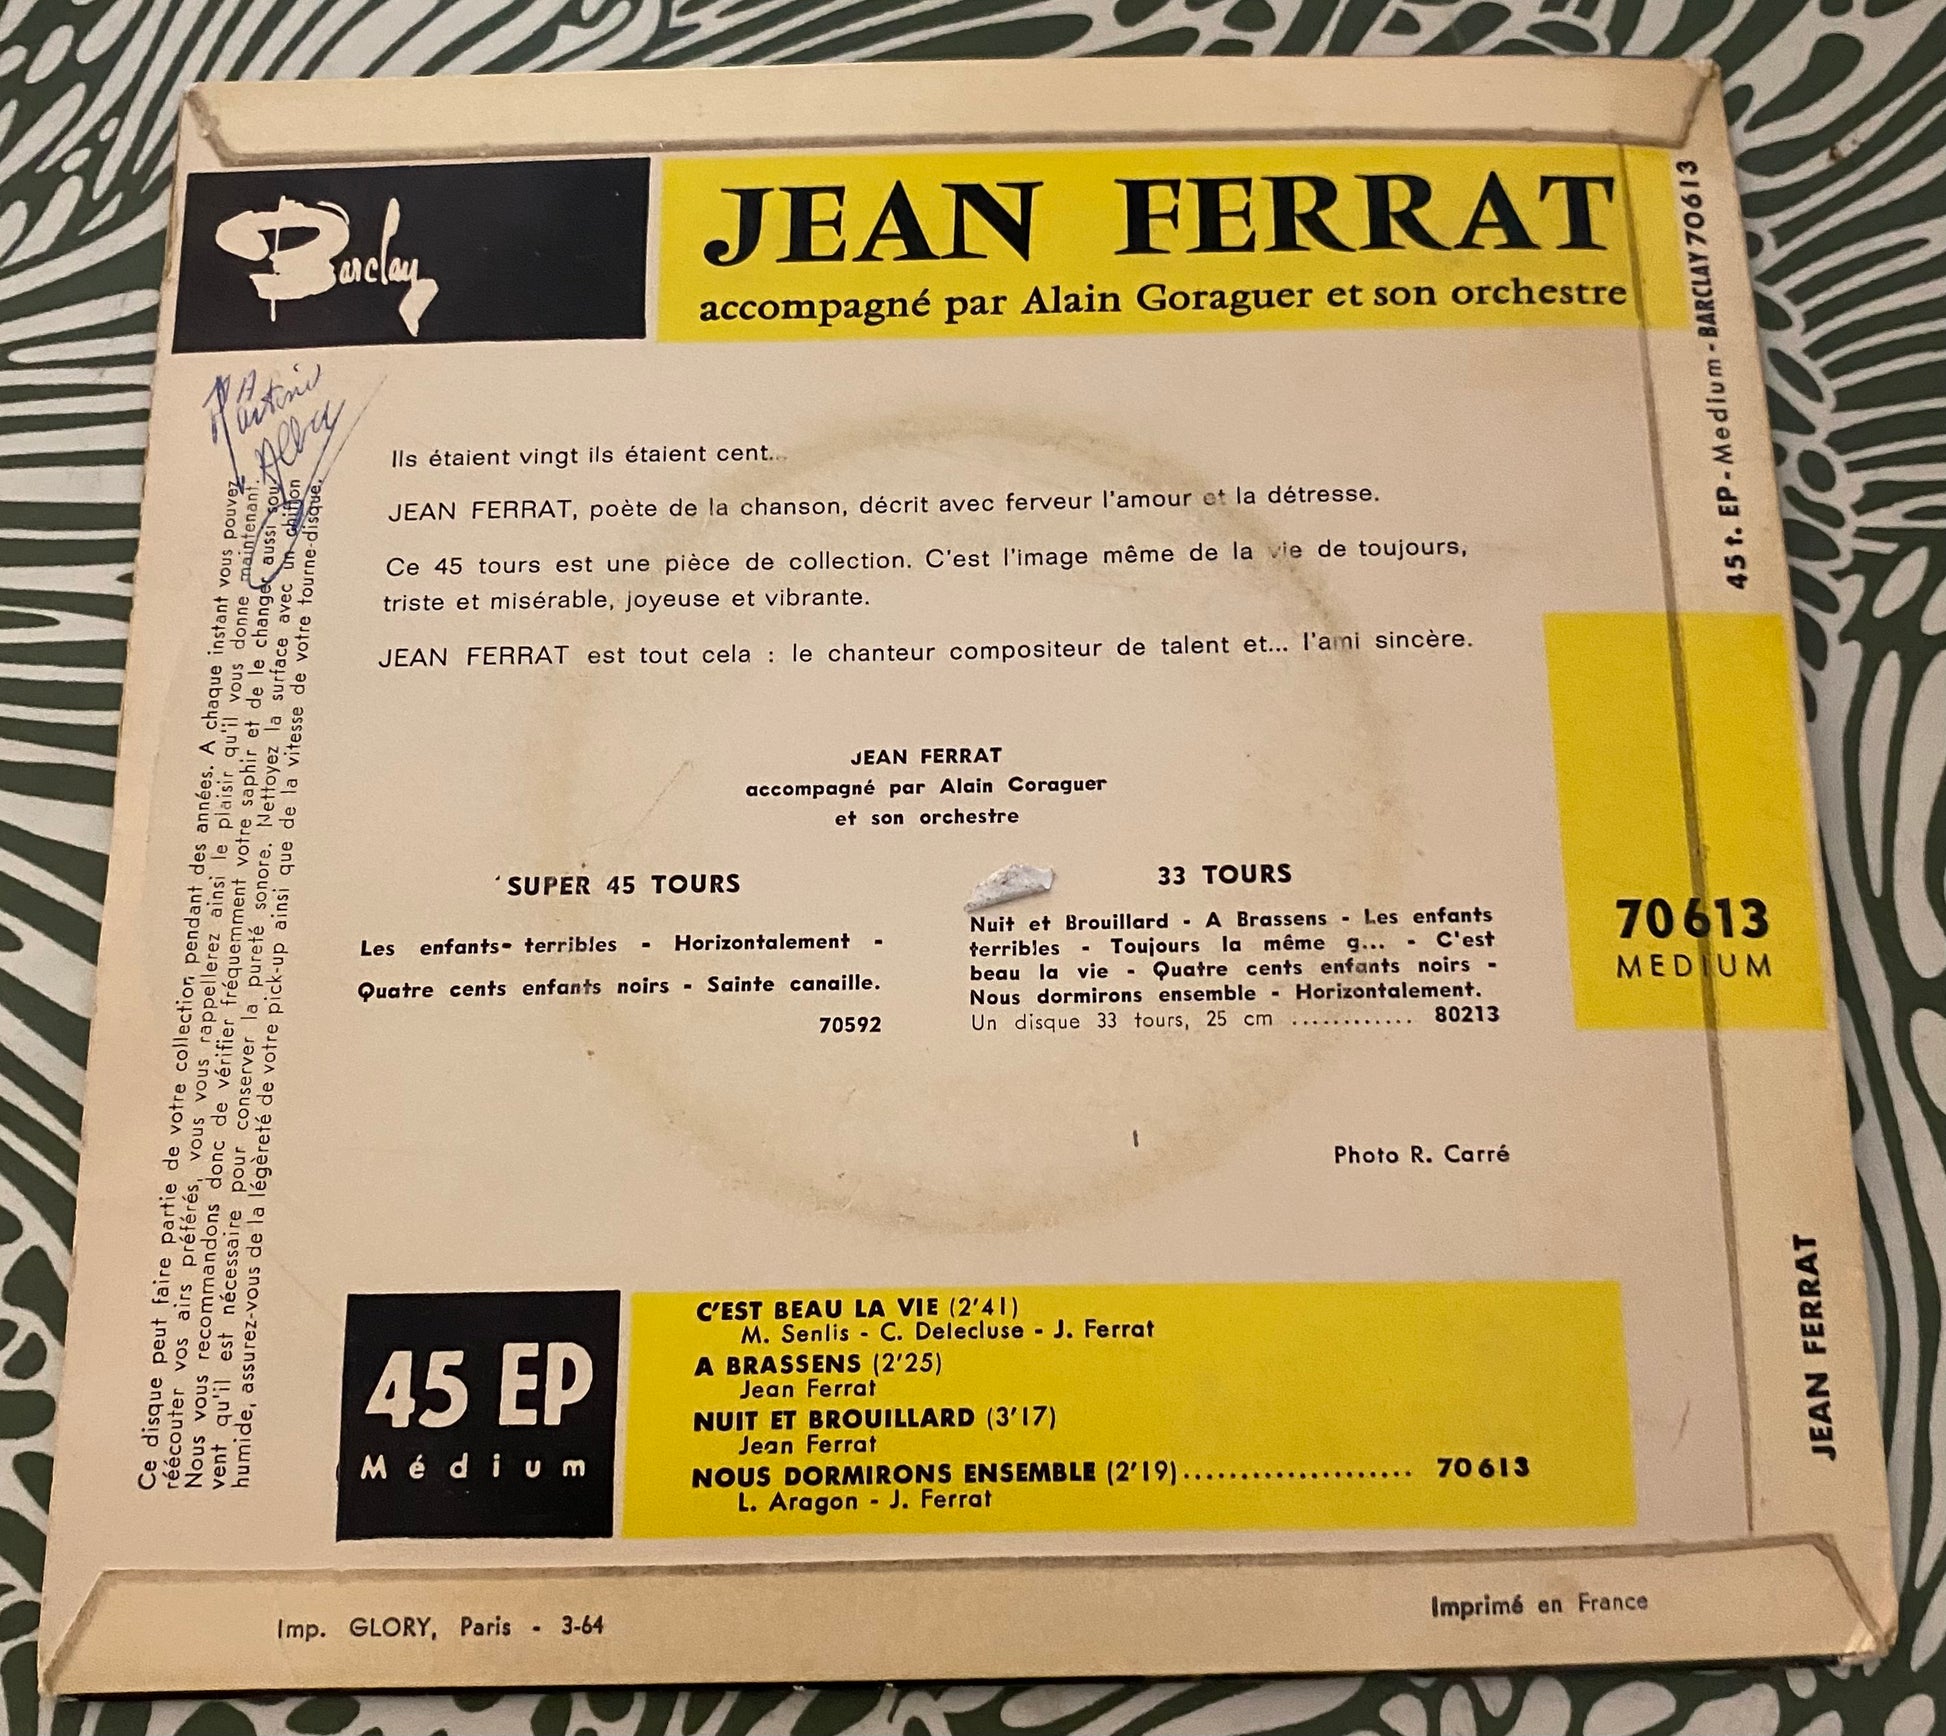 Barclay
JEAN FERRAT
accompagné par Alain Goraguer et son orchestre
45 t. EP - Medium - BARCLAY 70613
Ils étaient vingt ils étaient cent...
JEAN FERRAT, poète de la chanson, décrit avec ferveur l'amour et la détresse.
Ce 45 tours est une pièce de collection. C'est l'image même de la vie de toujours,
triste et misérable, joyeuse et vibrante.
JEAN FERRAT est tout cela : le chanteur compositeur de talent et... l'ami sincère.
JEAN FERRAT
accompagné par Alain Coraguer
et son orchestre
SUPER 45 TOURS
Les enfants- terribles - Horizontalement -
Quatre cents enfants noirs - Sainte canaille.
70592
33 TOURS
Nuit et Brouillard - A Brassens - Les enfants
terribles - Toujours la même g... - C'est
beau la vie - Quatre cents enfants noirs -
Nous dormirons ensemble - Horizontalement.
Un disque 33 tours, 25 cm ............ 80213
70613
MEDIUM
Photo R. Carré
Ce disque peut faire partie de votre collection pendant des années. A chaque instant vous pouvez
réécouter vos airs préférés, vous vous rappellerez ainsi le plaisir qu'il vous donne maintenant.
Nous vous recommandons donc de vérifier fréquemment votre saphir et de le changer aussi sou-
vent qu'il est nécessaire pour conserver la pureté sonore. Nettoyez la surface avec un chiffon
humide, assurez-vous de la légèreté de votre pick-up ainsi que de la vitesse de votre tourne-disque.
45 EP
Médium
C'EST BEAU LA VIE (2'41)
M. Senlis - C. Delecluse - J. Ferrat
A BRASSENS (2'25)
Jean Ferrat
NUIT ET BROUILLARD (3'17)
Jean Ferrat
NOUS DORMIRONS ENSEMBLE (2'19).................... 70613
L. Aragon - J. Ferrat
JEAN FERRAT
Imp. GLORY, Paris - 3-64
Imprimé en France